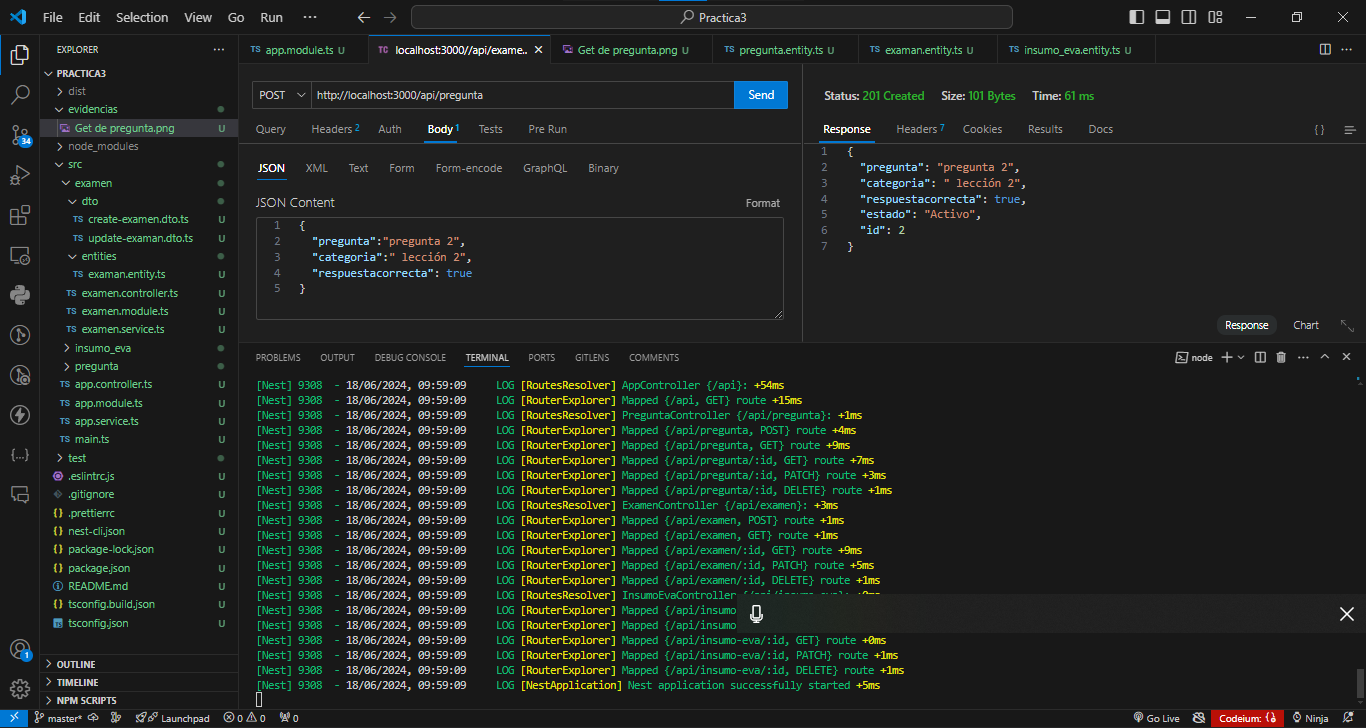 File Edit Selection View Go Run ··· Practica3
EXPLORER ···
PRACTICA3
dist
evidencias
Get de pregunta.png U
node_modules
src
examen
dto
create-examen.dto.ts U
update-examan.dto.ts U
entities
examan.entity.ts U
examen.controller.ts U
examen.module.ts U
examen.service.ts U
insumo_eva
pregunta
app.controller.ts U
app.module.ts U
app.service.ts U
main.ts U
test
.eslintrc.js U
.gitignore U
.prettierrc U
nest-cli.json U
package-lock.json U
package.json U
README.md U
tsconfig.build.json U
tsconfig.json U
OUTLINE
TIMELINE
NPM SCRIPTS
34
1
TS app.module.ts U TC localhost:3000//api/exame.. Get de pregunta.png U TS pregunta.entity.ts U TS examan.entity.ts U TS insumo_eva.entity.ts U
POST http://localhost:3000/api/pregunta Send
Query Headers 2 Auth Body 1 Tests Pre Run
JSON XML Text Form Form-encode GraphQL Binary
JSON Content Format
1 {
2 "pregunta":"pregunta 2",
3 "categoria":" lección 2",
4 "respuestacorrecta": true
5 }
Status: 201 Created Size: 101 Bytes Time: 61 ms
Response Headers 7 Cookies Results Docs { }
1 {
2 "pregunta": "pregunta 2",
3 "categoria": " lección 2",
4 "respuestacorrecta": true,
5 "estado": "Activo",
6 "id": 2
7 }
Response Chart
PROBLEMS OUTPUT DEBUG CONSOLE TERMINAL PORTS GITLENS COMMENTS node
[Nest] 9308 - 18/06/2024, 09:59:09 LOG [RoutesResolver] AppController {/api}: +54ms
[Nest] 9308 - 18/06/2024, 09:59:09 LOG [RouterExplorer] Mapped {/api, GET} route +15ms
[Nest] 9308 - 18/06/2024, 09:59:09 LOG [RoutesResolver] PreguntaController {/api/pregunta}: +1ms
[Nest] 9308 - 18/06/2024, 09:59:09 LOG [RouterExplorer] Mapped {/api/pregunta, POST} route +4ms
[Nest] 9308 - 18/06/2024, 09:59:09 LOG [RouterExplorer] Mapped {/api/pregunta, GET} route +9ms
[Nest] 9308 - 18/06/2024, 09:59:09 LOG [RouterExplorer] Mapped {/api/pregunta/:id, GET} route +7ms
[Nest] 9308 - 18/06/2024, 09:59:09 LOG [RouterExplorer] Mapped {/api/pregunta/:id, PATCH} route +3ms
[Nest] 9308 - 18/06/2024, 09:59:09 LOG [RouterExplorer] Mapped {/api/pregunta/:id, DELETE} route +1ms
[Nest] 9308 - 18/06/2024, 09:59:09 LOG [RoutesResolver] ExamenController {/api/examen}: +3ms
[Nest] 9308 - 18/06/2024, 09:59:09 LOG [RouterExplorer] Mapped {/api/examen, POST} route +1ms
[Nest] 9308 - 18/06/2024, 09:59:09 LOG [RouterExplorer] Mapped {/api/examen, GET} route +1ms
[Nest] 9308 - 18/06/2024, 09:59:09 LOG [RouterExplorer] Mapped {/api/examen/:id, GET} route +9ms
[Nest] 9308 - 18/06/2024, 09:59:09 LOG [RouterExplorer] Mapped {/api/examen/:id, PATCH} route +5ms
[Nest] 9308 - 18/06/2024, 09:59:09 LOG [RouterExplorer] Mapped {/api/examen/:id, DELETE} route +1ms
[Nest] 9308 - 18/06/2024, 09:59:09 LOG [RoutesResolver] InsumoEvaController
[Nest] 9308 - 18/06/2024, 09:59:09 LOG [RouterExplorer] Mapped {/api/insumo
[Nest] 9308 - 18/06/2024, 09:59:09 LOG [RouterExplorer] Mapped {/api/insumo
[Nest] 9308 - 18/06/2024, 09:59:09 LOG [RouterExplorer] Mapped {/api/insumo-eva/:id, GET} route +0ms
[Nest] 9308 - 18/06/2024, 09:59:09 LOG [RouterExplorer] Mapped {/api/insumo-eva/:id, PATCH} route +1ms
[Nest] 9308 - 18/06/2024, 09:59:09 LOG [RouterExplorer] Mapped {/api/insumo-eva/:id, DELETE} route +1ms
[Nest] 9308 - 18/06/2024, 09:59:09 LOG [NestApplication] Nest application successfully started +5ms
master* Launchpad 0 0 0 Go Live Codeium: {} Ninja